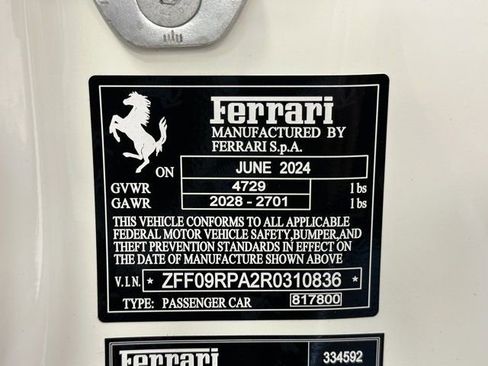 Ferrari
MANUFACTURED BY
FERRARI S.p.A.
ON JUNE 2024
GVWR 4729 lbs
GAWR 2028 - 2701 lbs
THIS VEHICLE CONFORMS TO ALL APPLICABLE
FEDERAL MOTOR VEHICLE SAFETY,BUMPER,AND
THEFT PREVENTION STANDARDS IN EFFECT ON
THE DATE OF MANUFACTURE SHOWN ABOVE
V.I.N. * ZFF09RPA2R0310836 *
TYPE: PASSENGER CAR 817800
Ferrari 334592